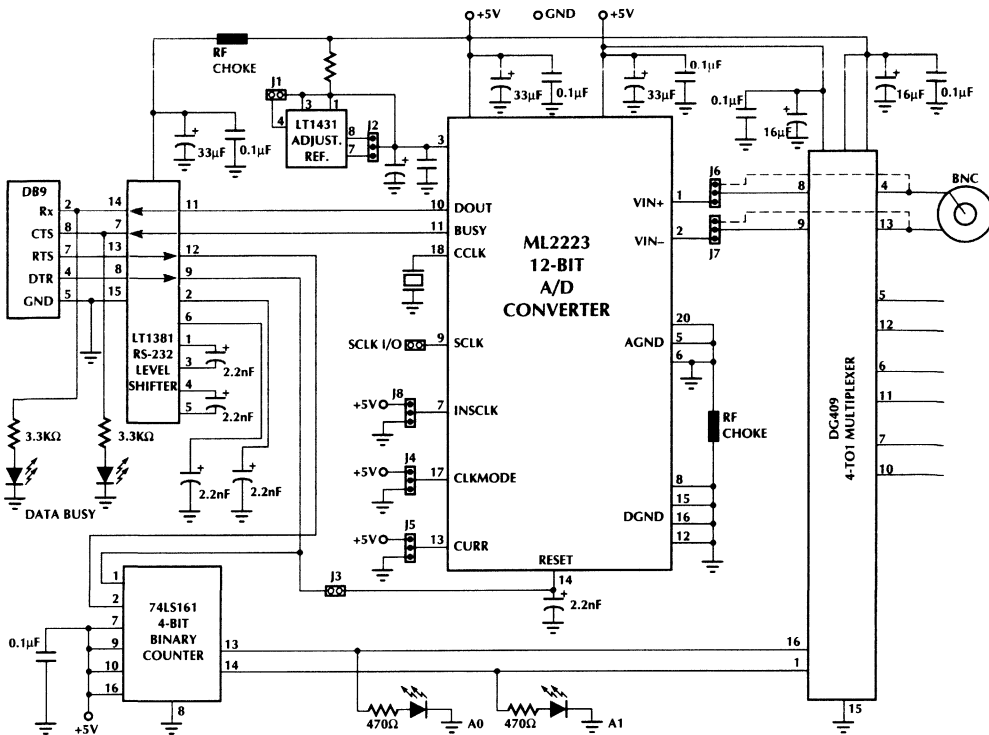 +5V
GND
+5V
RF
CHOKE
J1
3
1
4
LT1431
ADJUST.
REF.
8
7
J2
33µF
0.1µF
33µF
0.1µF
33µF
0.1µF
0.1µF
16µF
16µF
0.1µF
DB9
Rx
CTS
RTS
DTR
GND
2
8
7
4
5
14
7
13
8
15
11
12
9
2
6
1
3
4
5
LT1381
RS-232
LEVEL
SHIFTER
2.2nF
2.2nF
2.2nF
2.2nF
3.3KΩ
3.3KΩ
DATA BUSY
3
10
11
18
9
7
17
13
DOUT
BUSY
CCLK
SCLK
INSCLK
CLKMODE
CURR
ML2223
12-BIT
A/D
CONVERTER
SCLK I/O
+5V
J8
+5V
J4
+5V
J5
VIN+
VIN–
1
2
J6
J7
AGND
20
5
6
RF
CHOKE
DGND
8
15
16
12
RESET
14
2.2nF
J3
8
9
4
13
BNC
5
12
6
11
7
10
DG409
4-TO1 MULTIPLEXER
16
1
15
1
2
7
9
10
16
74LS161
4-BIT
BINARY
COUNTER
13
14
8
0.1µF
+5V
470Ω
A0
470Ω
A1